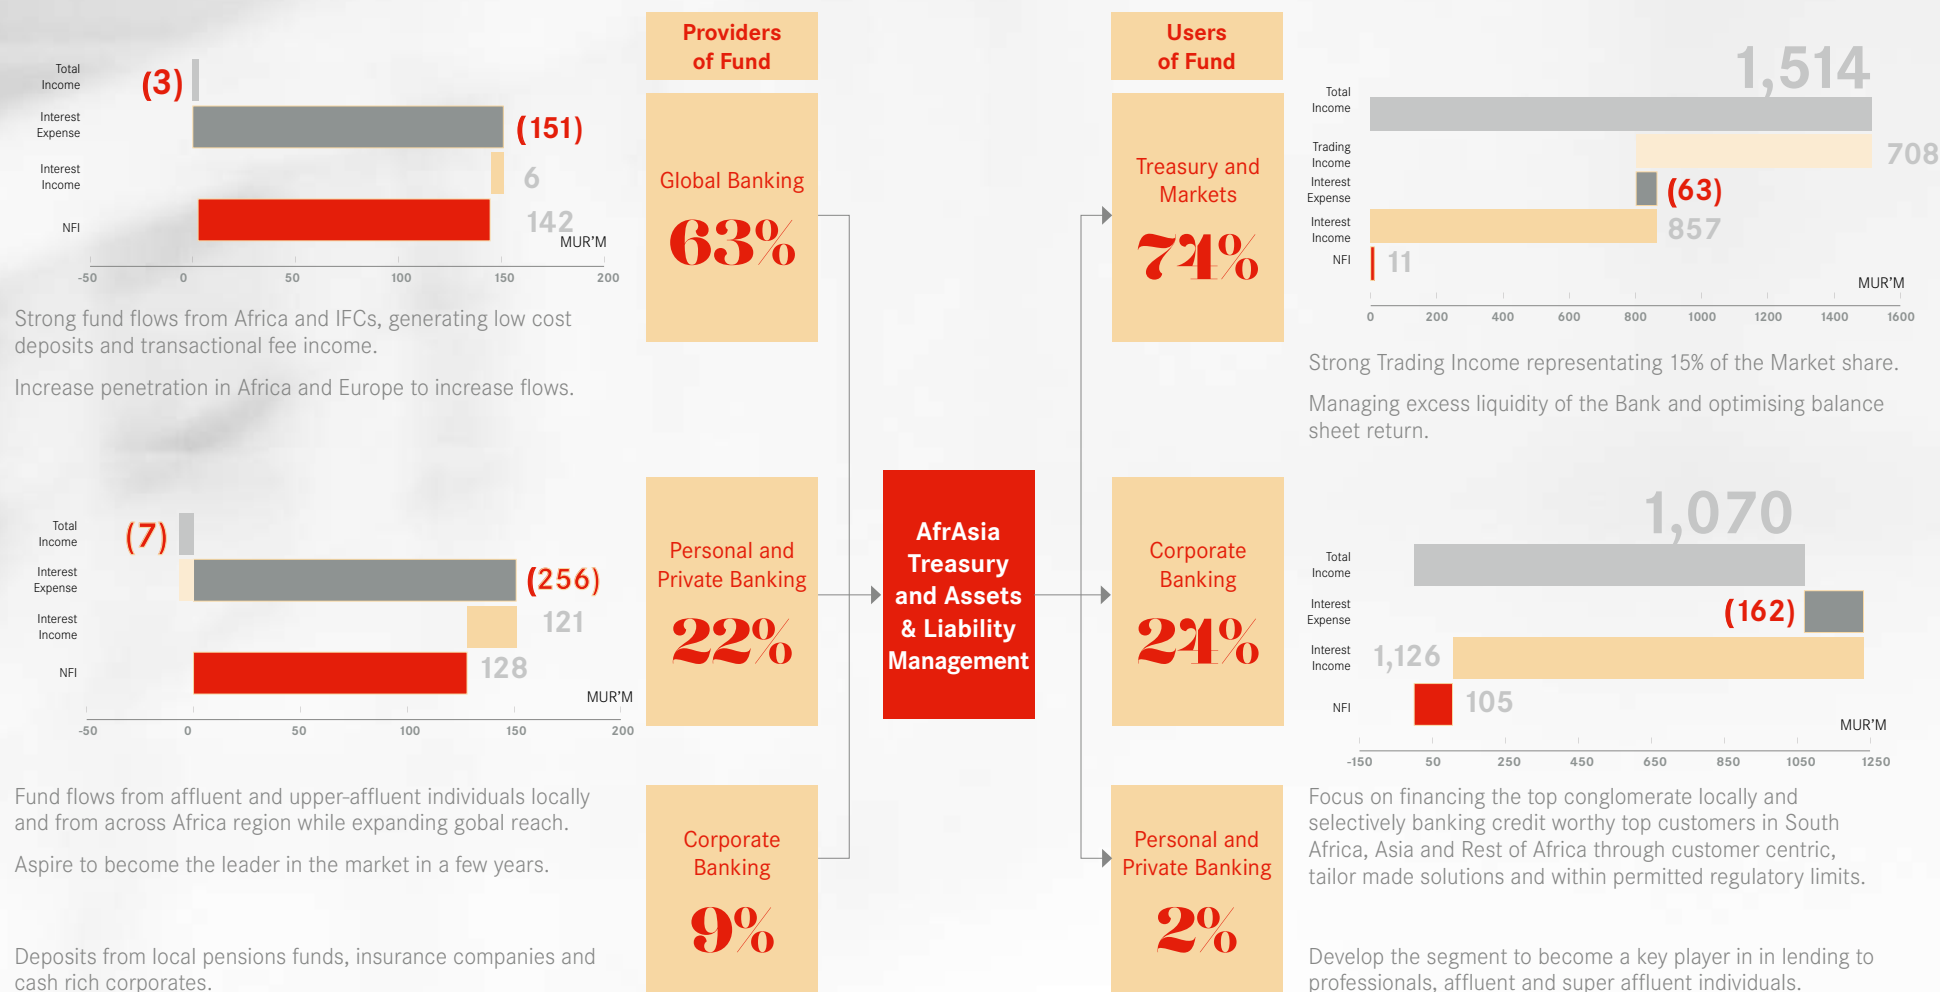 Providers
of Fund
Users
of Fund
Total
Income
(3)
Interest
Expense
(151)
Interest
Income
6
NFI
142
MUR'M
-50 0 50 100 150 200
Strong fund flows from Africa and IFCs, generating low cost
deposits and transactional fee income.
Increase penetration in Africa and Europe to increase flows.
Global Banking
63%
Treasury and
Markets
74%
1,514
Total
Income
Trading
Income
708
Interest
Expense
(63)
Interest
Income
857
NFI
11
MUR'M
0 200 400 600 800 1000 1200 1400 1600
Strong Trading Income representing 15% of the Market share.
Managing excess liquidity of the Bank and optimising balance
sheet return.
Total
Income
(7)
Interest
Expense
(256)
Interest
Income
121
NFI
128
MUR'M
-50 0 50 100 150 200
Fund flows from affluent and upper-affluent individuals locally
and from across Africa region while expanding gobal reach.
Aspire to become the leader in the market in a few years.
Personal and
Private Banking
22%
AfrAsia
Treasury
and Assets
& Liability
Management
Corporate
Banking
24%
1,070
Total
Income
Interest
Expense
(162)
Interest
Income
1,126
NFI
105
MUR'M
-150 50 250 450 650 850 1050 1250
Focus on financing the top conglomerate locally and
selectively banking credit worthy top customers in South
Africa, Asia and Rest of Africa through customer centric,
tailor made solutions and within permitted regulatory limits.
Corporate
Banking
9%
Deposits from local pensions funds, insurance companies and
cash rich corporates.
Personal and
Private Banking
2%
Develop the segment to become a key player in in lending to
professionals, affluent and super affluent individuals.